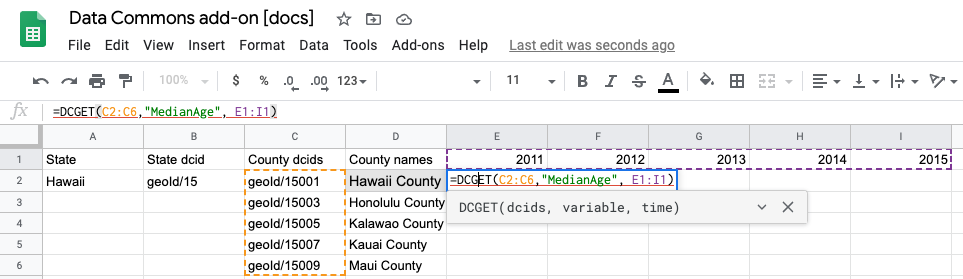 Data Commons add-on [docs]
File Edit View Insert Format Data Tools Add-ons Help Last edit was seconds ago
100% $ % .0 .00 123 11 B I S A
fx =DCGET(C2:C6,"MedianAge", E1:I1)
A B C D E F G H I
1 State State dcid County dcids County names 2011 2012 2013 2014 2015
2 Hawaii geoId/15 geoId/15001 Hawaii County =DCGET(C2:C6,"MedianAge", E1:I1)
3 geoId/15003 Honolulu County DCGET(dcids, variable, time)
4 geoId/15005 Kalawao County
5 geoId/15007 Kauai County
6 geoId/15009 Maui County